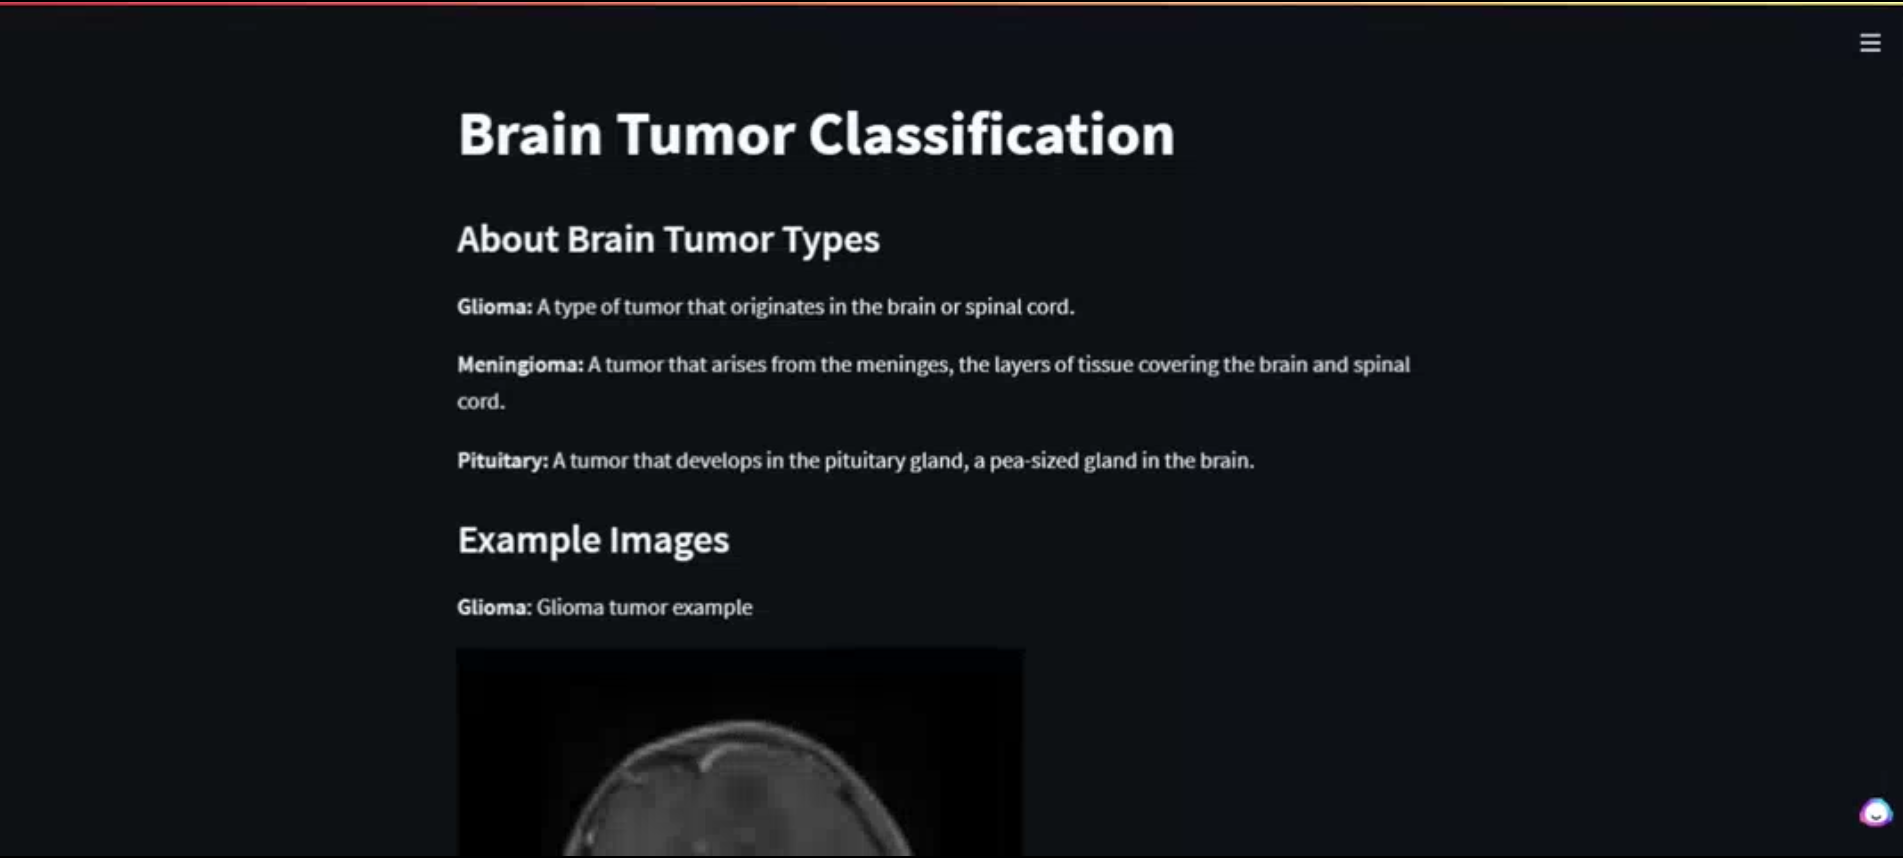 Brain Tumor Classification
About Brain Tumor Types
Glioma: A type of tumor that originates in the brain or spinal cord.
Meningioma: A tumor that arises from the meninges, the layers of tissue covering the brain and spinal
cord.
Pituitary: A tumor that develops in the pituitary gland, a pea-sized gland in the brain.
Example Images
Glioma: Glioma tumor example